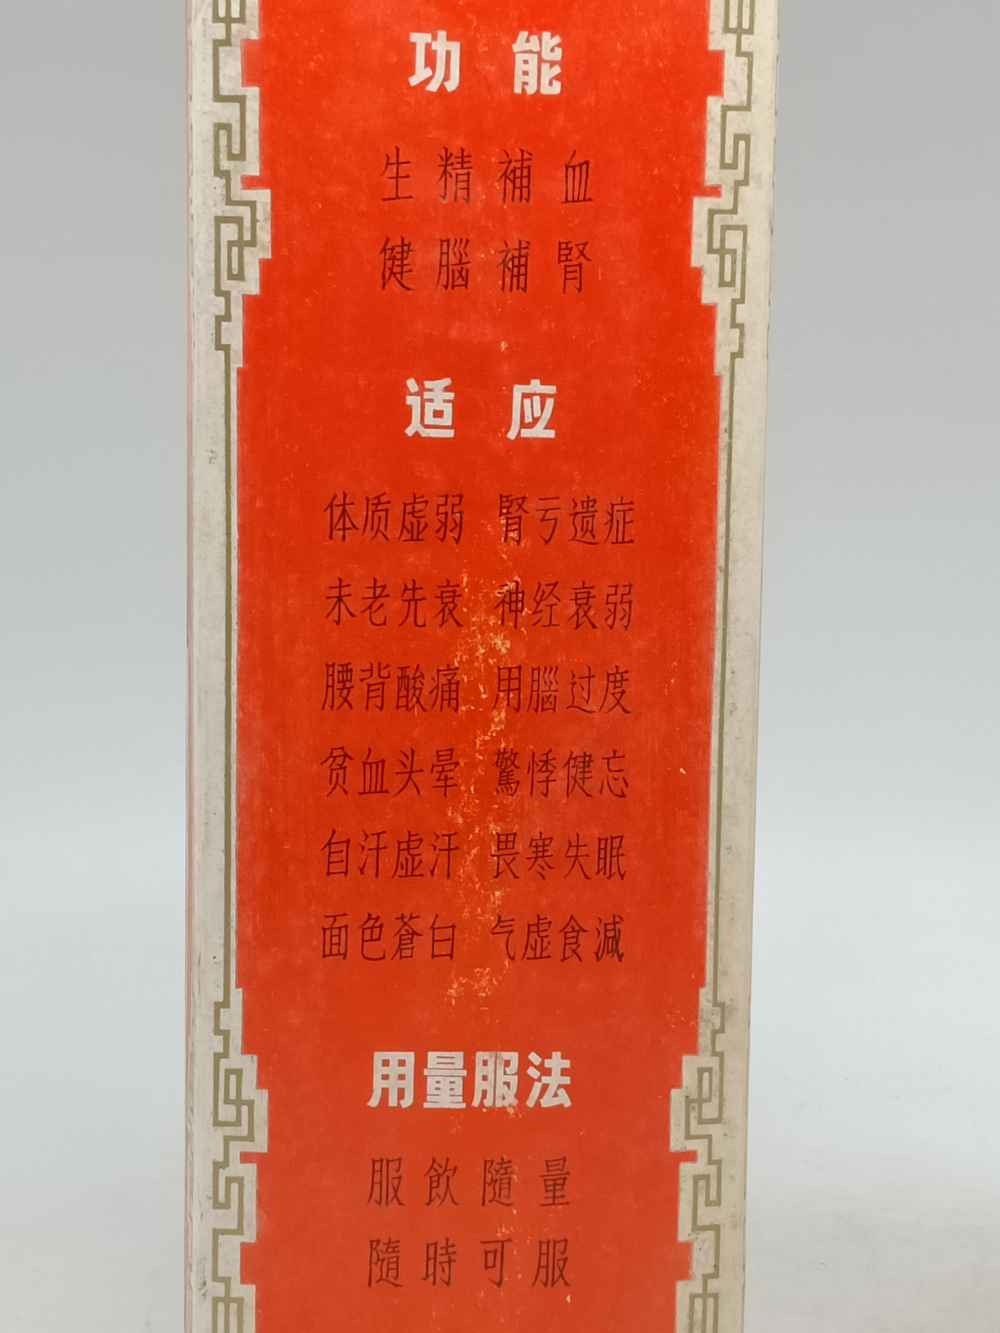 功能
生精補血
健腦補腎
适应
体质虚弱 腎亏遗症
未老先衰 神经衰弱
腰背酸痛 用腦过度
贫血头晕 驚悸健忘
自汗虚汗 畏寒失眠
面色蒼白 气虚食减
用量服法
服飲隨量
隨時可服